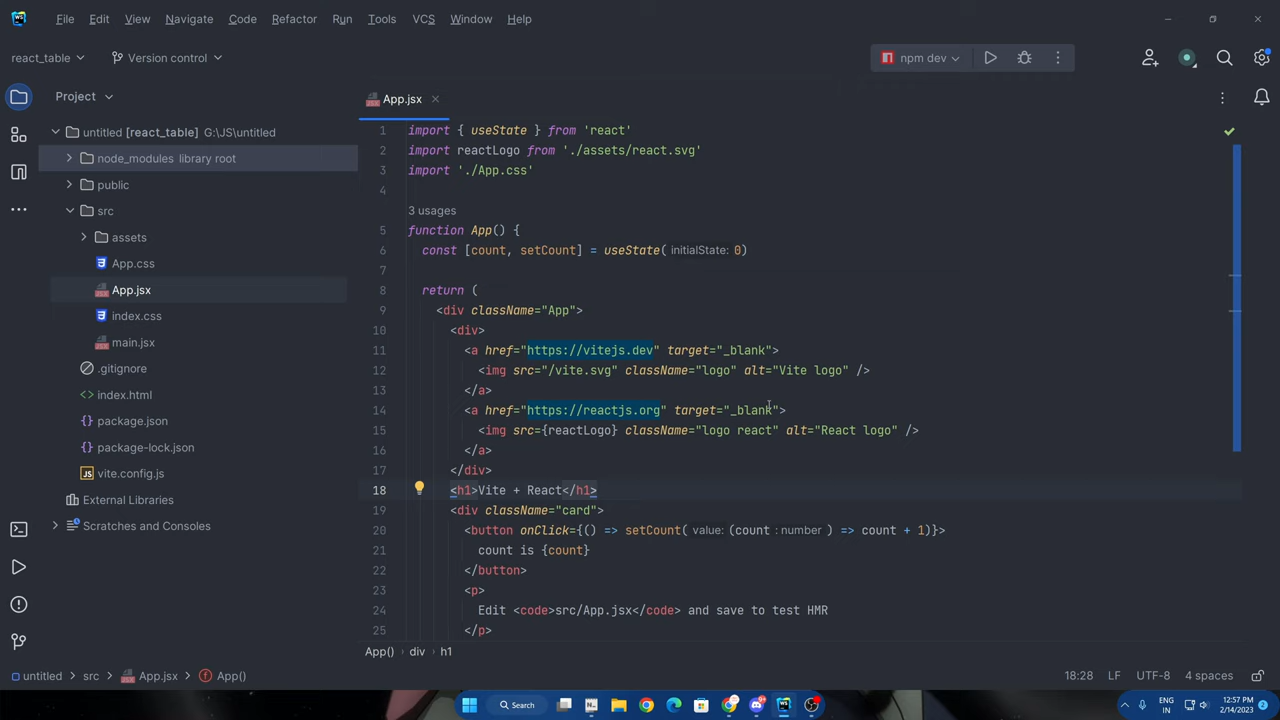 File Edit View Navigate Code Refactor Run Tools VCS Window Help
react_table Version control npm dev
Project
App.jsx
untitled [react_table] G:\JS\untitled
node_modules library root
public
src
assets
App.css
App.jsx
index.css
main.jsx
.gitignore
index.html
package.json
package-lock.json
vite.config.js
External Libraries
Scratches and Consoles
1 import { useState } from 'react'
2 import reactLogo from './assets/react.svg'
3 import './App.css'
4
3 usages
5 function App() {
6 const [count, setCount] = useState( initialState: 0)
7
8 return (
9 <div className="App">
10 <div>
11 <a href="https://vitejs.dev" target="_blank">
12 <img src="/vite.svg" className="logo" alt="Vite logo" />
13 </a>
14 <a href="https://reactjs.org" target="_blank">
15 <img src={reactLogo} className="logo react" alt="React logo" />
16 </a>
17 </div>
18 <h1>Vite + React</h1>
19 <div className="card">
20 <button onClick={() => setCount( value: (count : number ) => count + 1)}>
21 count is {count}
22 </button>
23 <p>
24 Edit <code>src/App.jsx</code> and save to test HMR
25 </p>
App() › div › h1
untitled › src › App.jsx › App() 18:28 LF UTF-8 4 spaces
Search
ENG
IN
12:57 PM
2/14/2023